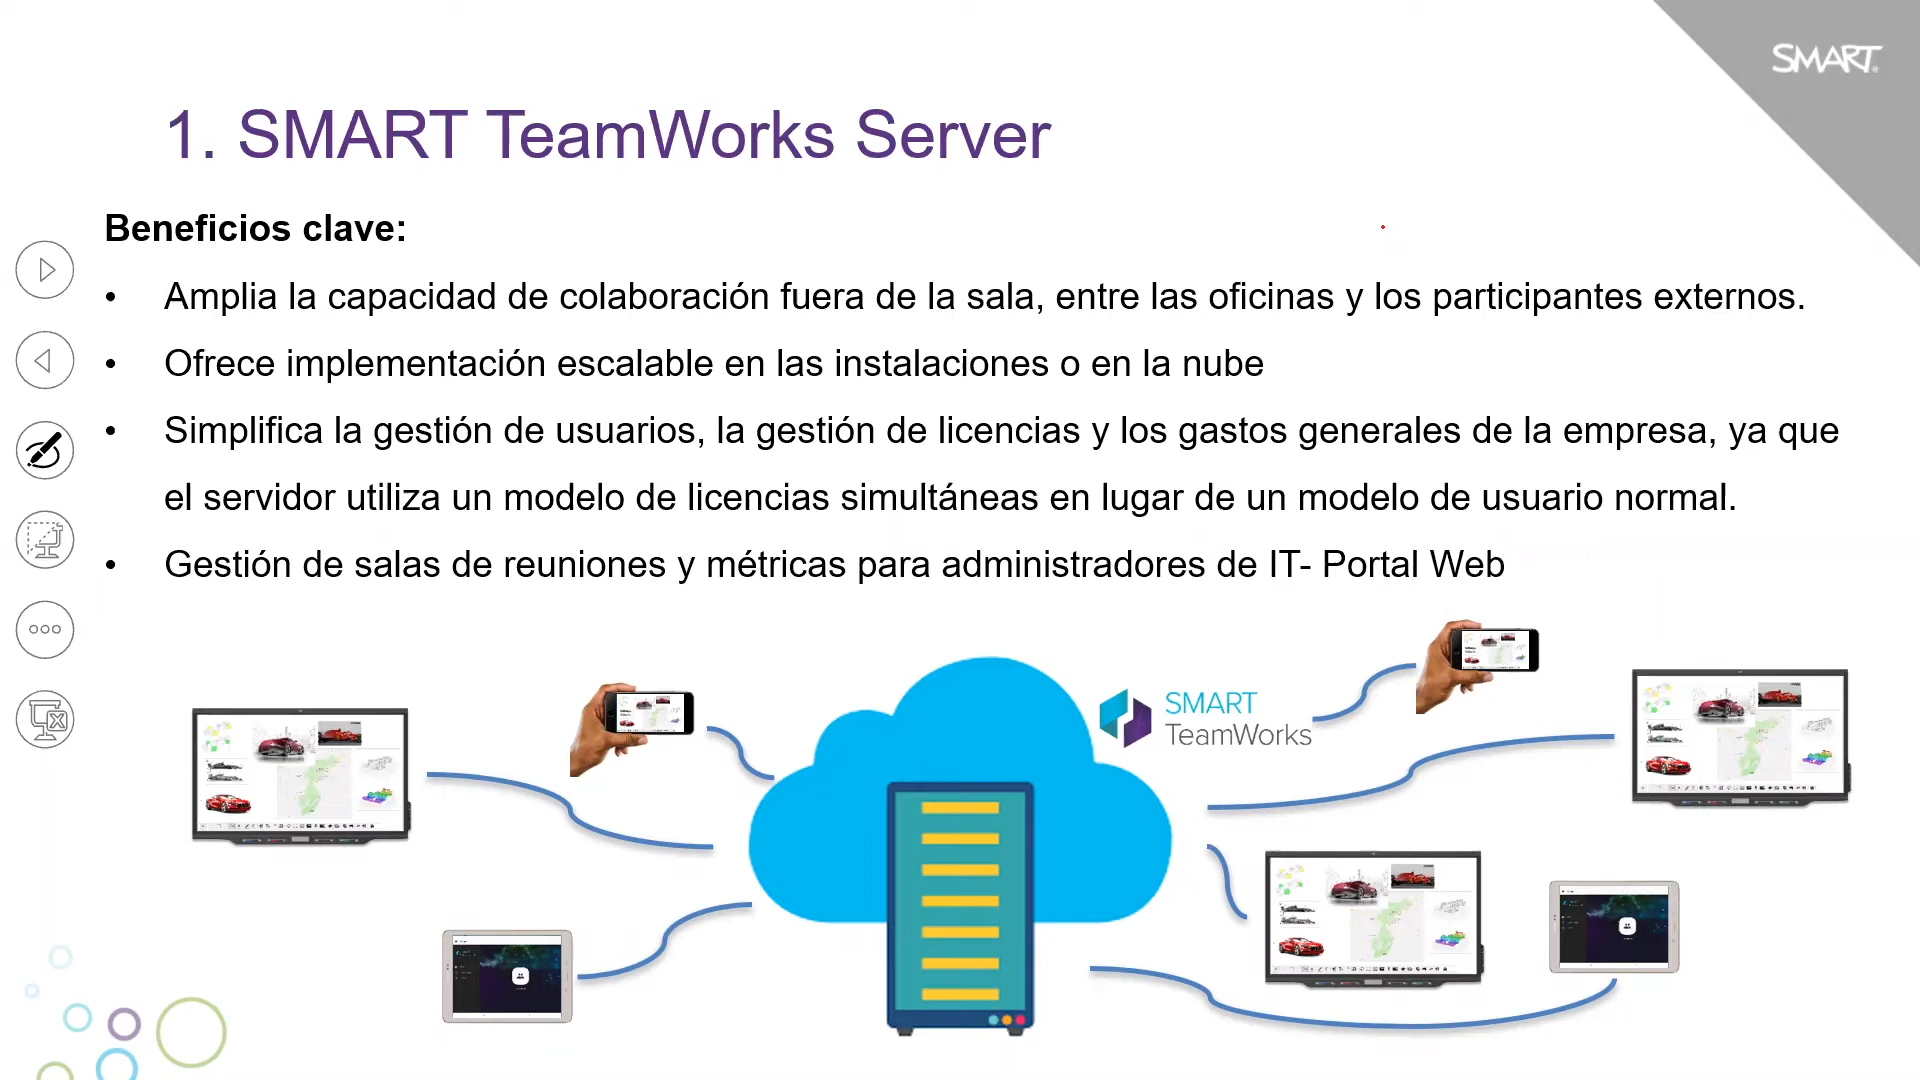 SMART
1. SMART TeamWorks Server
Beneficios clave:
• Amplia la capacidad de colaboración fuera de la sala, entre las oficinas y los participantes externos.
• Ofrece implementación escalable en las instalaciones o en la nube
• Simplifica la gestión de usuarios, la gestión de licencias y los gastos generales de la empresa, ya que
el servidor utiliza un modelo de licencias simultáneas en lugar de un modelo de usuario normal.
• Gestión de salas de reuniones y métricas para administradores de IT- Portal Web
SMART
TeamWorks